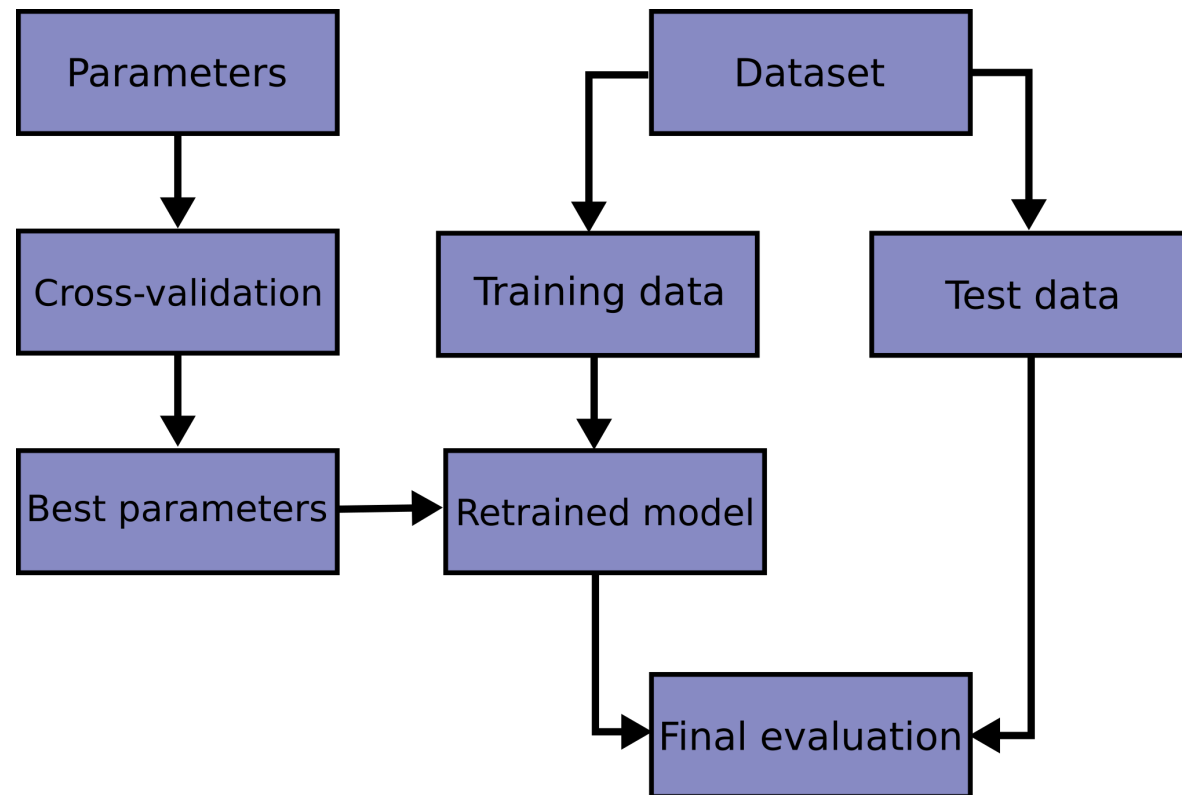 Parameters
Dataset
Cross-validation
Training data
Test data
Best parameters
Retrained model
Final evaluation